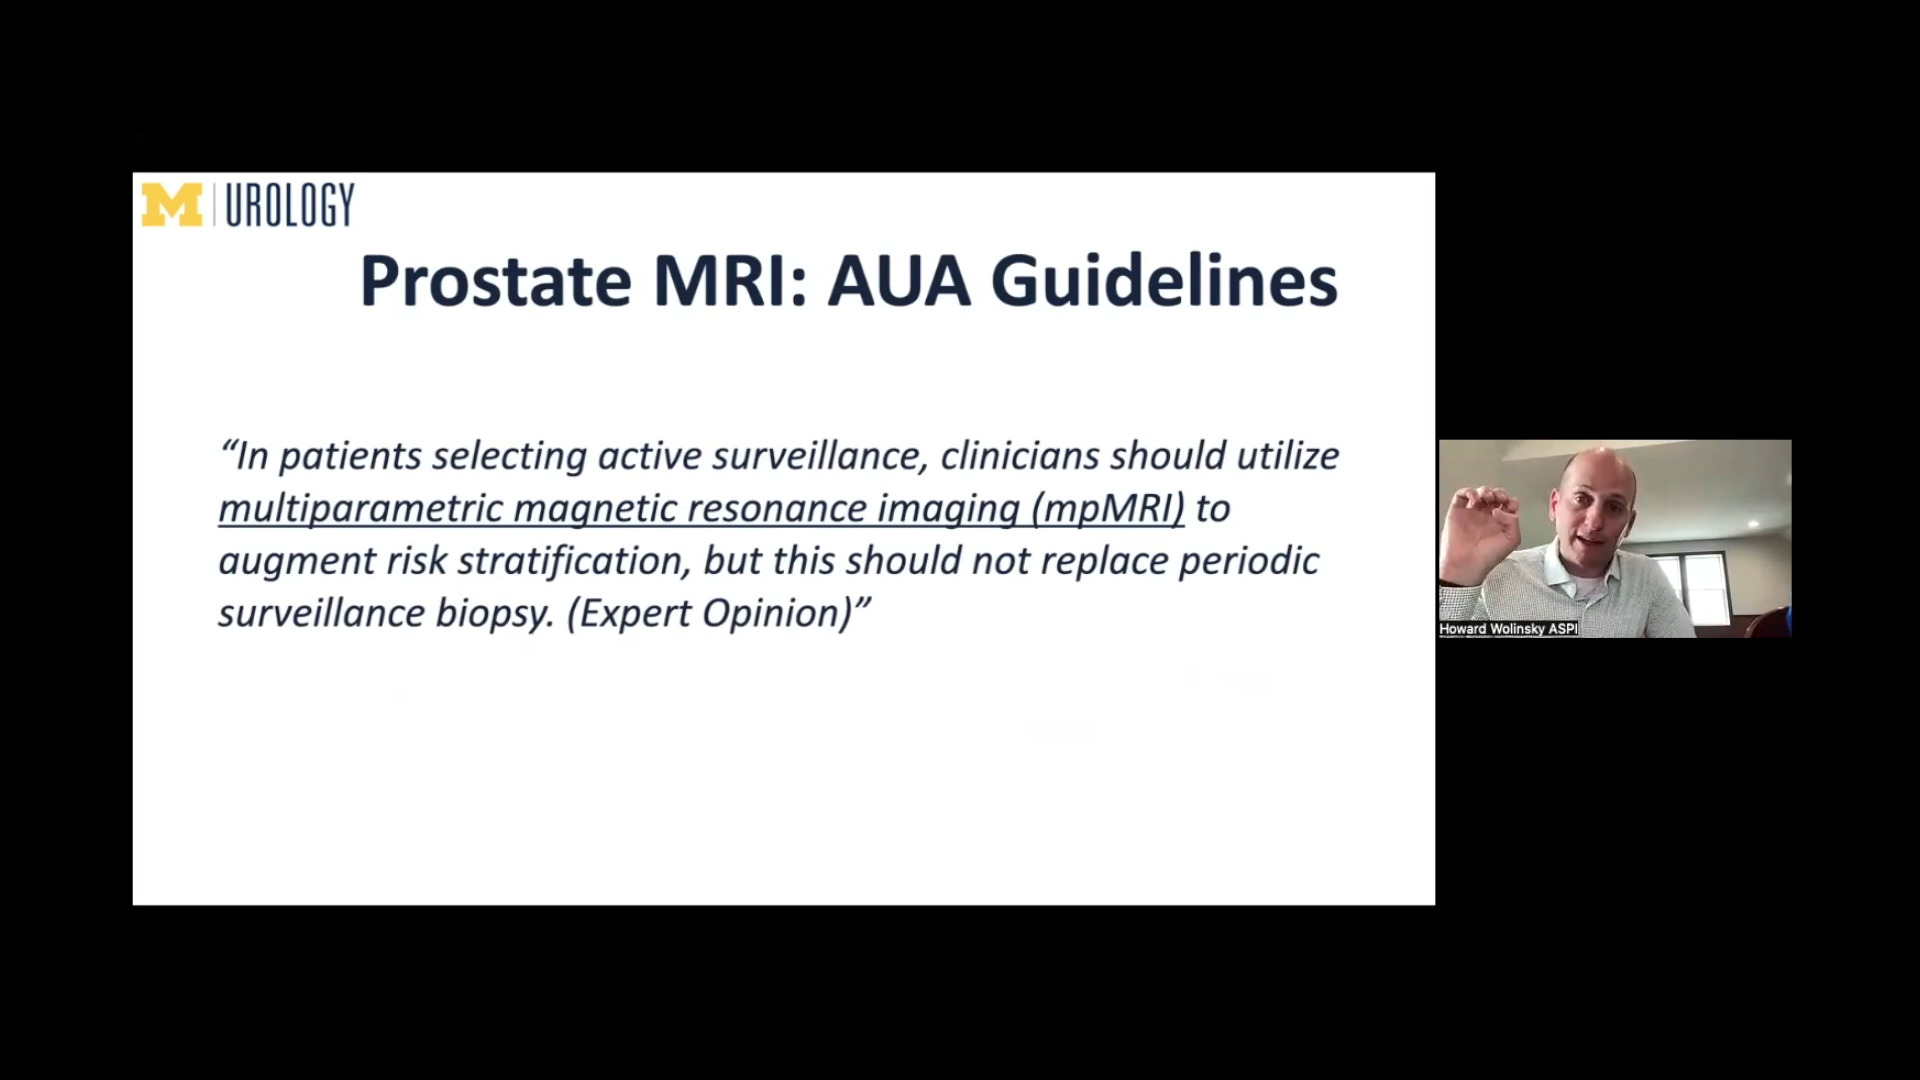 M | UROLOGY
Prostate MRI: AUA Guidelines
“In patients selecting active surveillance, clinicians should utilize
multiparametric magnetic resonance imaging (mpMRI) to
augment risk stratification, but this should not replace periodic
surveillance biopsy. (Expert Opinion)”
Howard Wolinsky ASPI